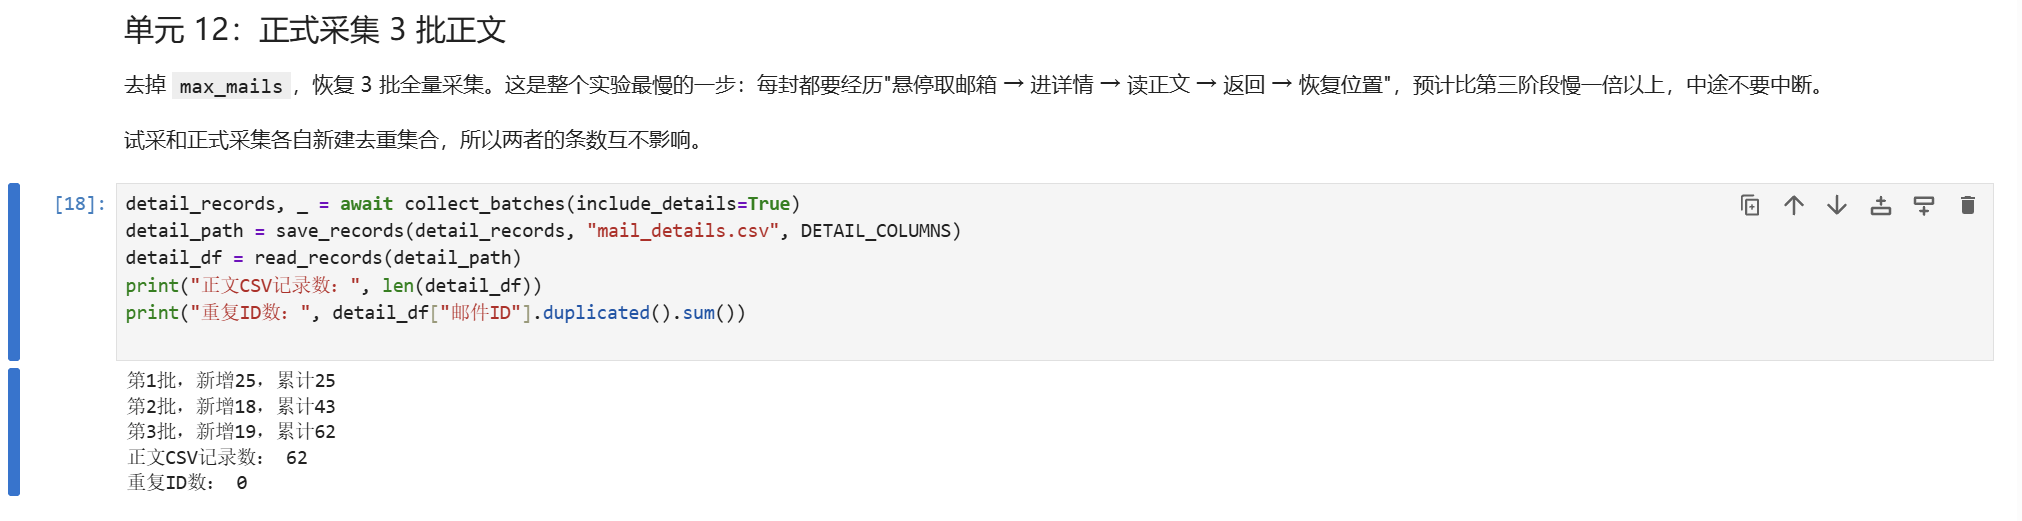 单元 12：正式采集 3 批正文
去掉 max_mails，恢复 3 批全量采集。这是整个实验最慢的一步：每封都要经历"悬停取邮箱 → 进详情 → 读正文 → 返回 → 恢复位置"，预计比第三阶段慢一倍以上，中途不要中断。
试采和正式采集各自新建去重集合，所以两者的条数互不影响。
[18]: detail_records, _ = await collect_batches(include_details=True)
detail_path = save_records(detail_records, "mail_details.csv", DETAIL_COLUMNS)
detail_df = read_records(detail_path)
print("正文CSV记录数：", len(detail_df))
print("重复ID数：", detail_df["邮件ID"].duplicated().sum())
第1批，新增25，累计25
第2批，新增18，累计43
第3批，新增19，累计62
正文CSV记录数： 62
重复ID数： 0